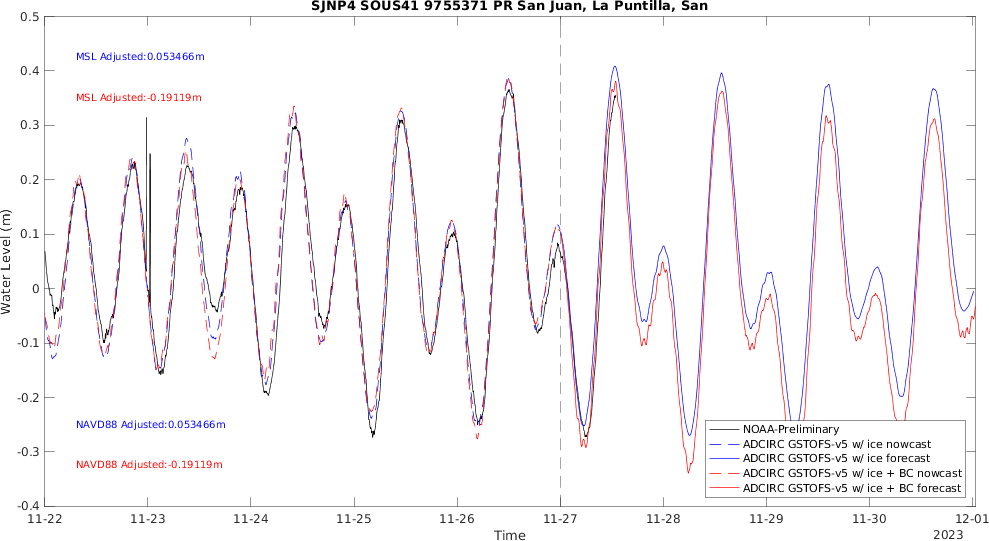 SJNP4 SOUS41 9755371 PR San Juan, La Puntilla, San
0.5
0.4
0.3
0.2
0.1
0
-0.1
-0.2
-0.3
-0.4
Water Level (m)
MSL Adjusted:0.053466m
MSL Adjusted:-0.19119m
NAVD88 Adjusted:0.053466m
NAVD88 Adjusted:-0.19119m
NOAA-Preliminary
ADCIRC GSTOFS-v5 w/ ice nowcast
ADCIRC GSTOFS-v5 w/ ice forecast
ADCIRC GSTOFS-v5 w/ ice + BC nowcast
ADCIRC GSTOFS-v5 w/ ice + BC forecast
11-22 11-23 11-24 11-25 11-26 11-27 11-28 11-29 11-30 12-01
Time
2023